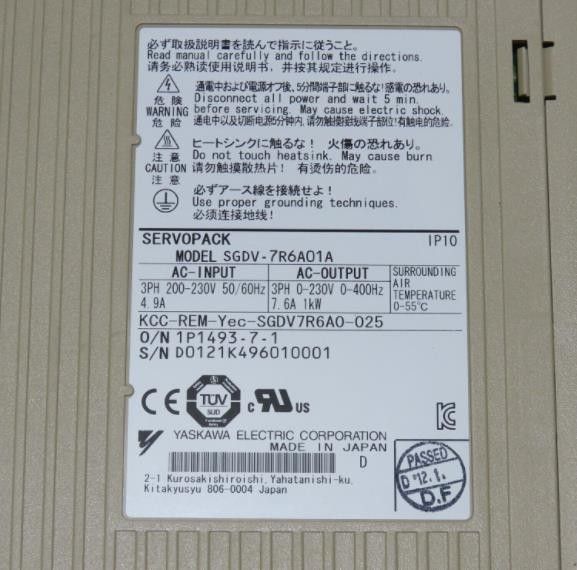 必ず取扱説明書を読んで指示に従うこと。
Read manual carefully and follow the directions.
请务必熟读使用说明书，并按其规定进行操作。
危険
WARNING
危险
通電中および電源オフ後､5分間端子部に触るな！感電の恐れあり。
Disconnect all power and wait 5 min.
before servicing. May cause electric shock.
通电中以及切断电源5分钟内，请勿触摸接线端子部位！有触电的危险。
注意
CAUTION
注意
ヒートシンクに触るな！ 火傷の恐れあり。
Do not touch heatsink. May cause burn.
请勿触摸散热片！ 有烫伤的危险。
必ずアース線を接続せよ！
Use proper grounding techniques.
必须连接地线！
SERVOPACK IP10
MODEL SGDV-7R6A01A
AC-INPUT
3PH 200-230V 50/60Hz
4.9A
AC-OUTPUT
3PH 0-230V 0-400Hz
7.6A 1kW
SURROUNDING
AIR
TEMPERATURE
0-55℃
KCC-REM-Yec-SGDV7R6A0-025
O/N 1P1493-7-1
S/N D0121K496010001
CE
TÜV
SUD
c RU US
YASKAWA ELECTRIC CORPORATION
MADE IN JAPAN
D
2-1 Kurosakishiroishi, Yahatanishi-ku,
Kitakyusyu 806-0004 Japan
PASSED
D '12.1.
D.F